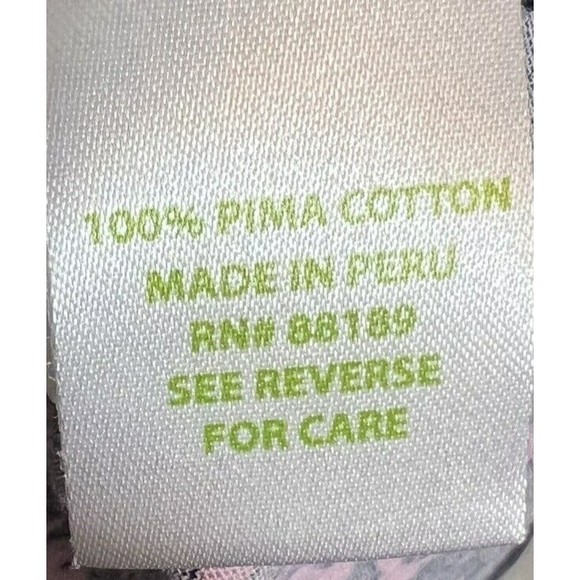 100% PIMA COTTON
MADE IN PERU
RN# 88189
SEE REVERSE
FOR CARE